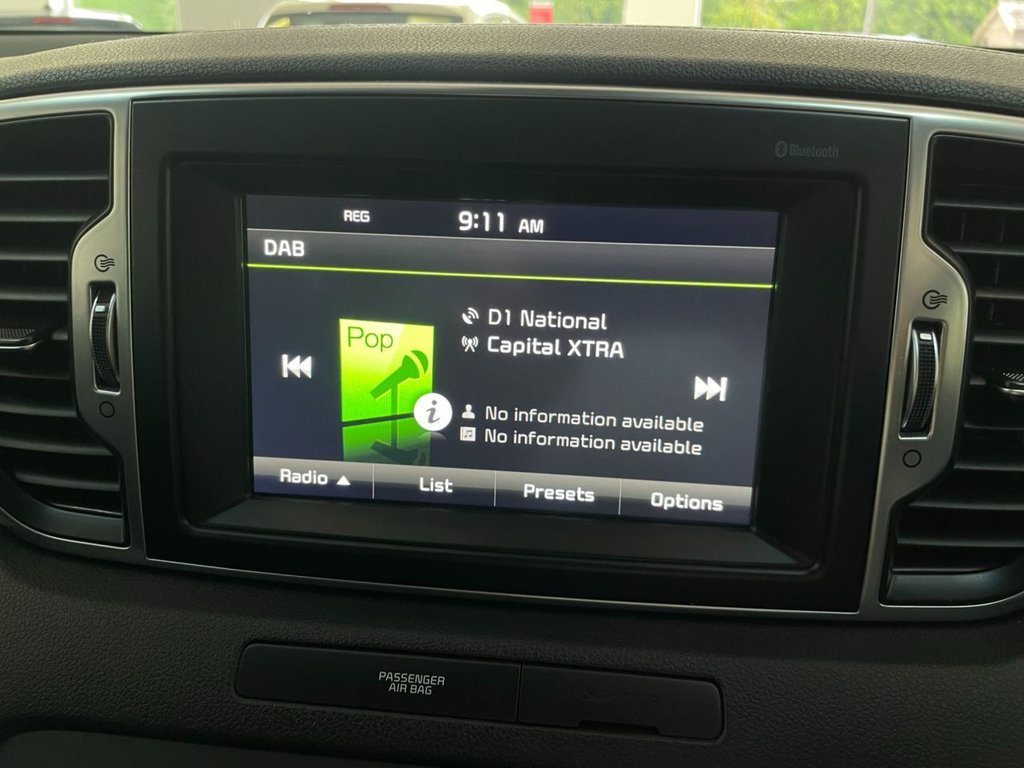 Bluetooth
REG 9:11 AM
DAB
Pop
D1 National
Capital XTRA
i
No information available
No information available
Radio ▲ List Presets Options
PASSENGER
AIR BAG